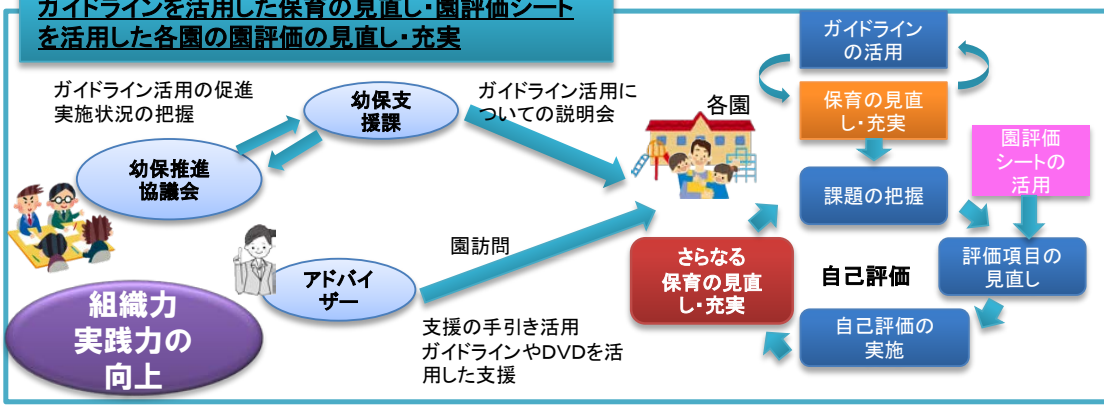 ガイドラインを活用した保育の見直し・園評価シート
を活用した各園の園評価の見直し・充実
ガイドライン活用の促進
実施状況の把握
幼保支
援課
ガイドライン活用に
ついての説明会
幼保推進
協議会
各園
アドバイ
ザー
園訪問
支援の手引き活用
ガイドラインやDVDを活
用した支援
組織力
実践力の
向上
ガイドライン
の活用
保育の見直
し・充実
課題の把握
園評価
シートの
活用
評価項目の
見直し
自己評価
自己評価の
実施
さらなる
保育の見直
し・充実